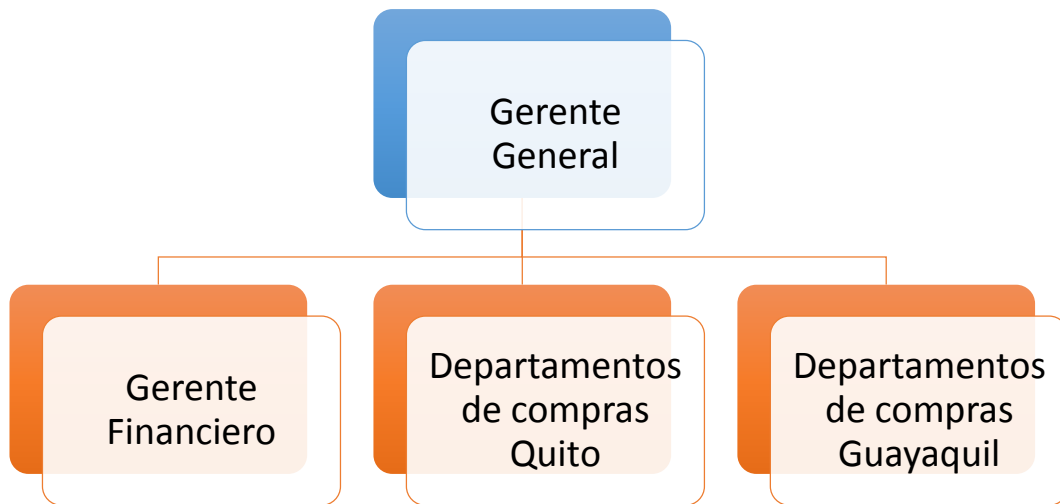 Gerente
General
Gerente
Financiero
Departamentos
de compras
Quito
Departamentos
de compras
Guayaquil